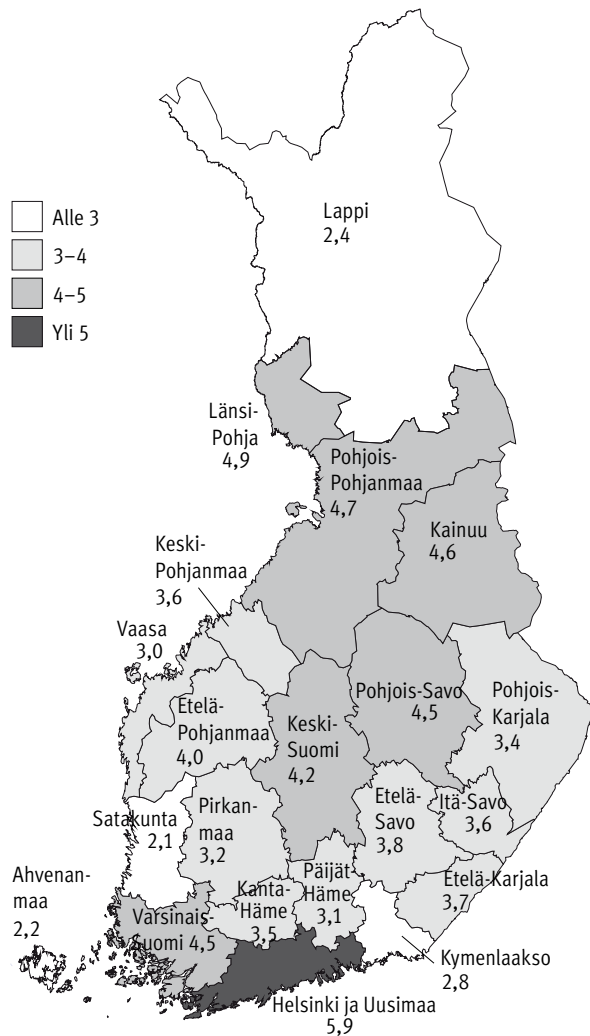 Alle 3
3–4
4–5
Yli 5
Lappi
2,4
Länsi-
Pohja
4,9
Pohjois-
Pohjanmaa
4,7
Kainuu
4,6
Keski-
Pohjanmaa
3,6
Vaasa
3,0
Etelä-
Pohjanmaa
4,0
Keski-
Suomi
4,2
Pohjois-Savo
4,5
Pohjois-
Karjala
3,4
Satakunta
2,1
Pirkan-
maa
3,2
Etelä-
Savo
3,8
Itä-Savo
3,6
Ahvenan-
maa
2,2
Varsinais-
Suomi 4,5
Kanta-
Häme
3,5
Päijät-
Häme
3,1
Etelä-Karjala
3,7
Kymenlaakso
2,8
Helsinki ja Uusimaa
5,9